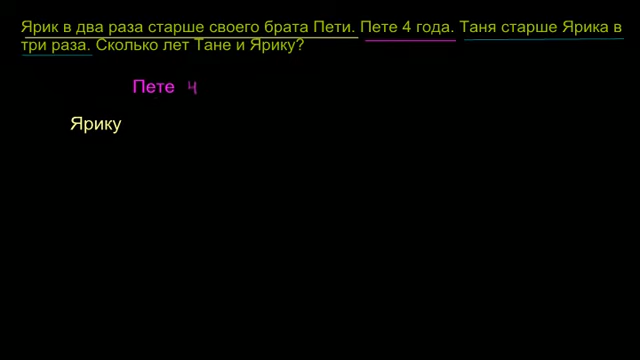 Ярик в два раза старше своего брата Пети. Пете 4 года. Таня старше Ярика в
три раза. Сколько лет Тане и Ярику?
Пете 4
Ярику